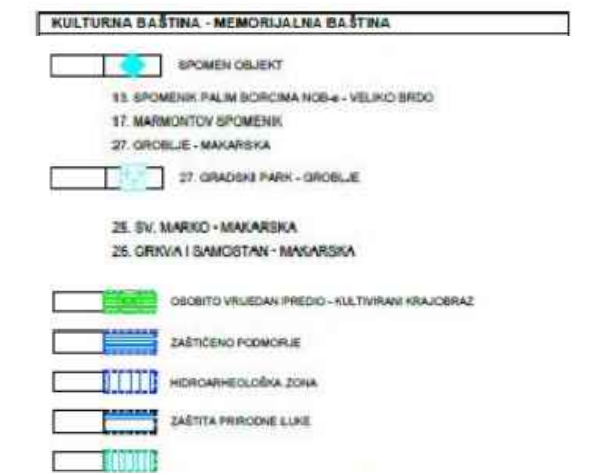 KULTURNA BAŠTINA - MEMORIJALNA BAŠTINA
SPOMEN OBJEKT
13. SPOMENIK PALIM BORCIMA NOB-e - VELIKO BRDO
17. MARMONTOV SPOMENIK
27. GROBLJE - MAKARSKA
27. GRADSKI PARK - GROBLJE
25. SV. MARKO - MAKARSKA
26. CRKVA I SAMOSTAN - MAKARSKA
OSOBITO VRIJEDAN PREDIO - KULTIVIRANI KRAJOBRAZ
ZAŠTIĆENO PODMORJE
HIDROARHEOLOŠKA ZONA
ZAŠTITA PRIRODNE LUKE